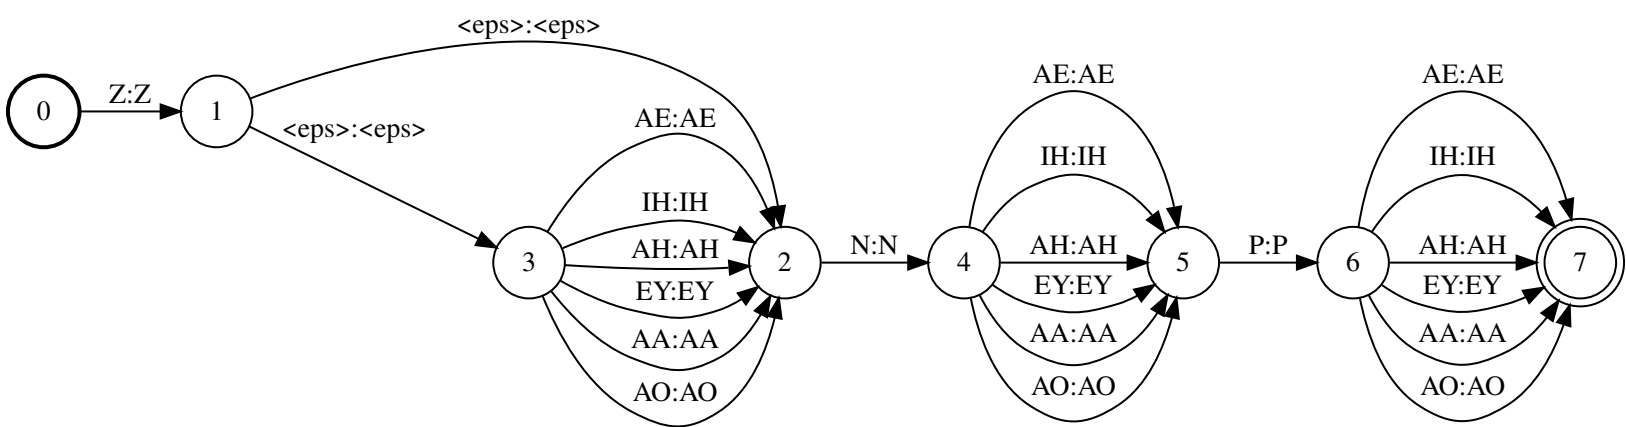 <eps>:<eps>
0
Z:Z
1
<eps>:<eps>
3
AE:AE
IH:IH
AH:AH
EY:EY
AA:AA
AO:AO
2
N:N
4
AE:AE
IH:IH
AH:AH
EY:EY
AA:AA
AO:AO
5
P:P
6
AE:AE
IH:IH
AH:AH
EY:EY
AA:AA
AO:AO
7